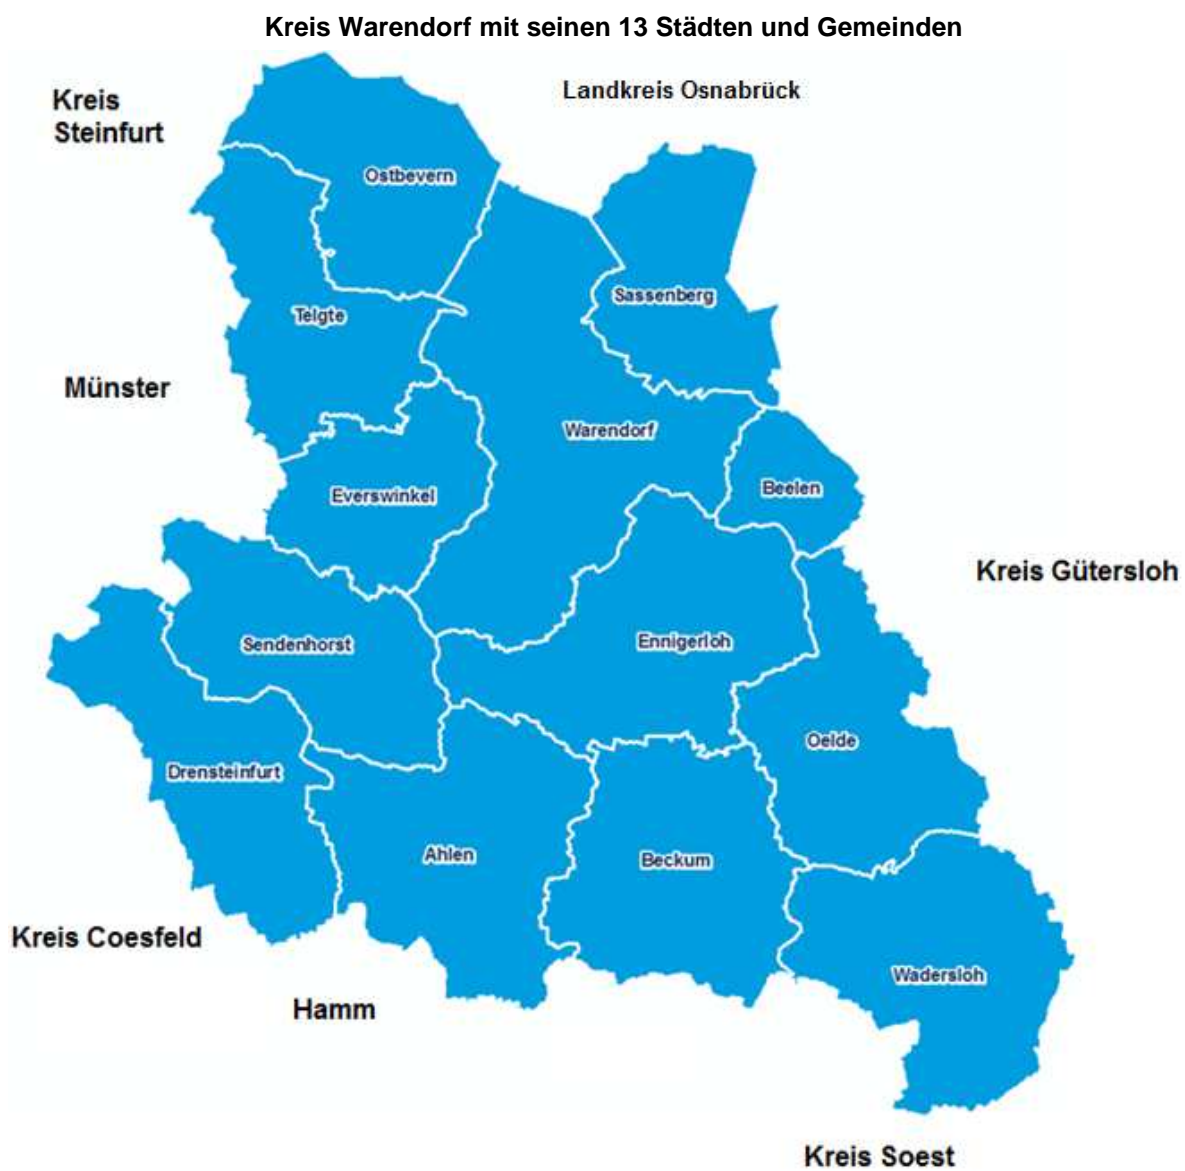 Kreis Warendorf mit seinen 13 Städten und Gemeinden
Landkreis Osnabrück
Kreis
Steinfurt
Ostbevern
Sassenberg
Telgte
Münster
Warendorf
Beelen
Everswinkel
Kreis Gütersloh
Sendenhorst
Ennigerloh
Oelde
Drensteinfurt
Ahlen
Beckum
Kreis Coesfeld
Wadersloh
Hamm
Kreis Soest